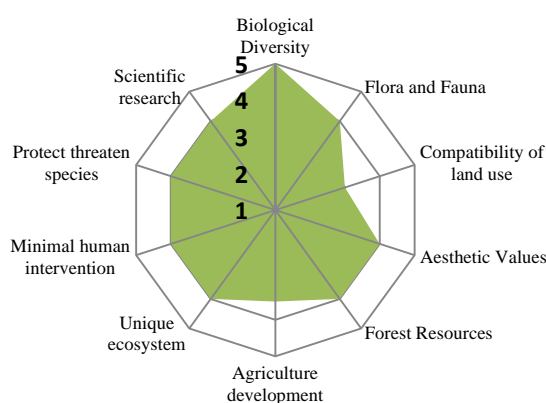 Biological
Diversity
Flora and Fauna
Compatibility of
land use
Aesthetic Values
Forest Resources
Agriculture
development
Unique
ecosystem
Minimal human
intervention
Protect threaten
species
Scientific
research
5
4
3
2
1